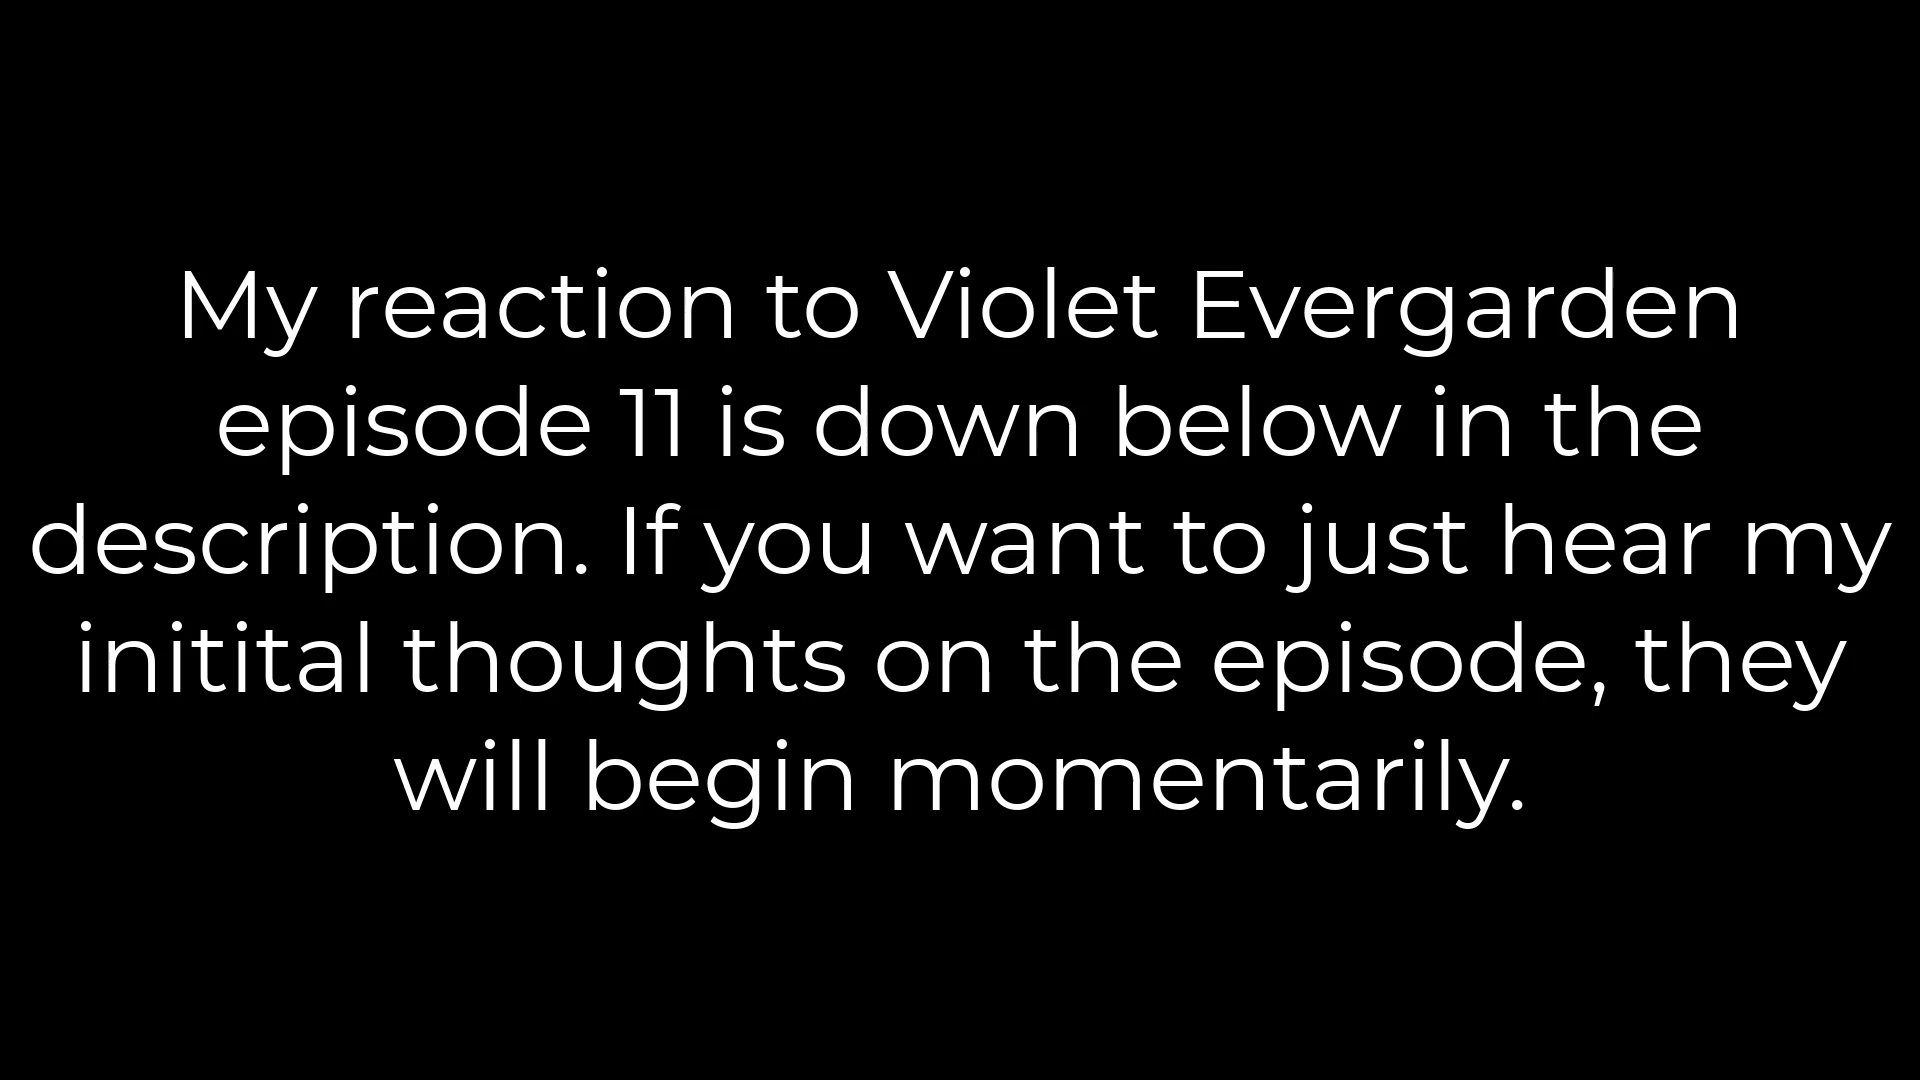 My reaction to Violet Evergarden
episode 11 is down below in the
description. If you want to just hear my
initital thoughts on the episode, they
will begin momentarily.